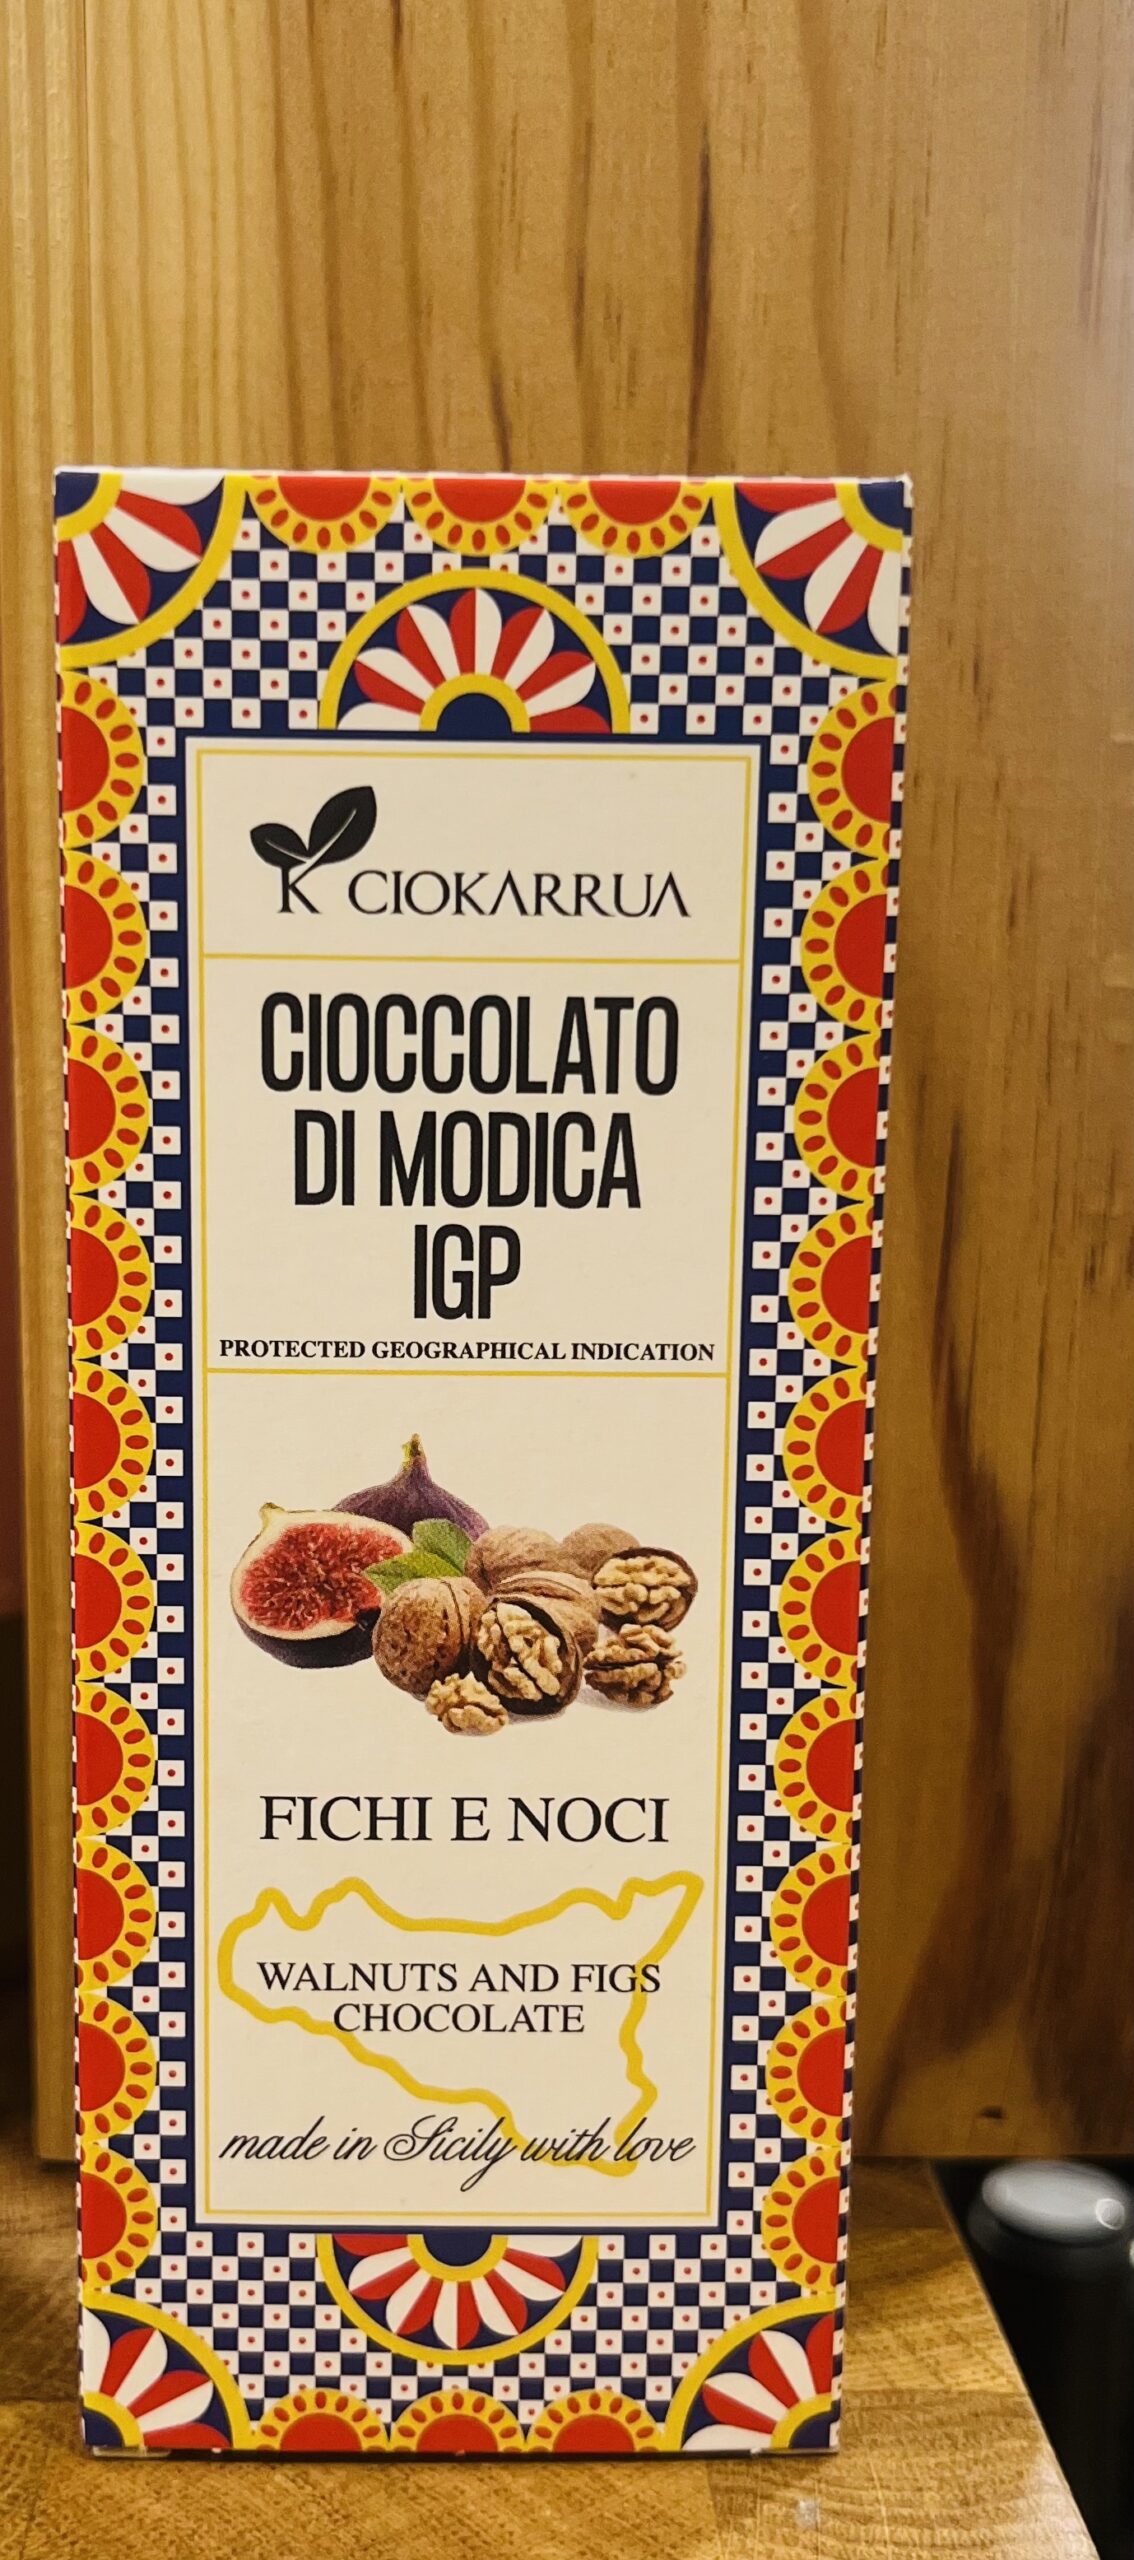 K CIOKARRUA
CIOCCOLATO
DI MODICA
IGP
PROTECTED GEOGRAPHICAL INDICATION
FICHI E NOCI
WALNUTS AND FIGS
CHOCOLATE
made in Sicily with love